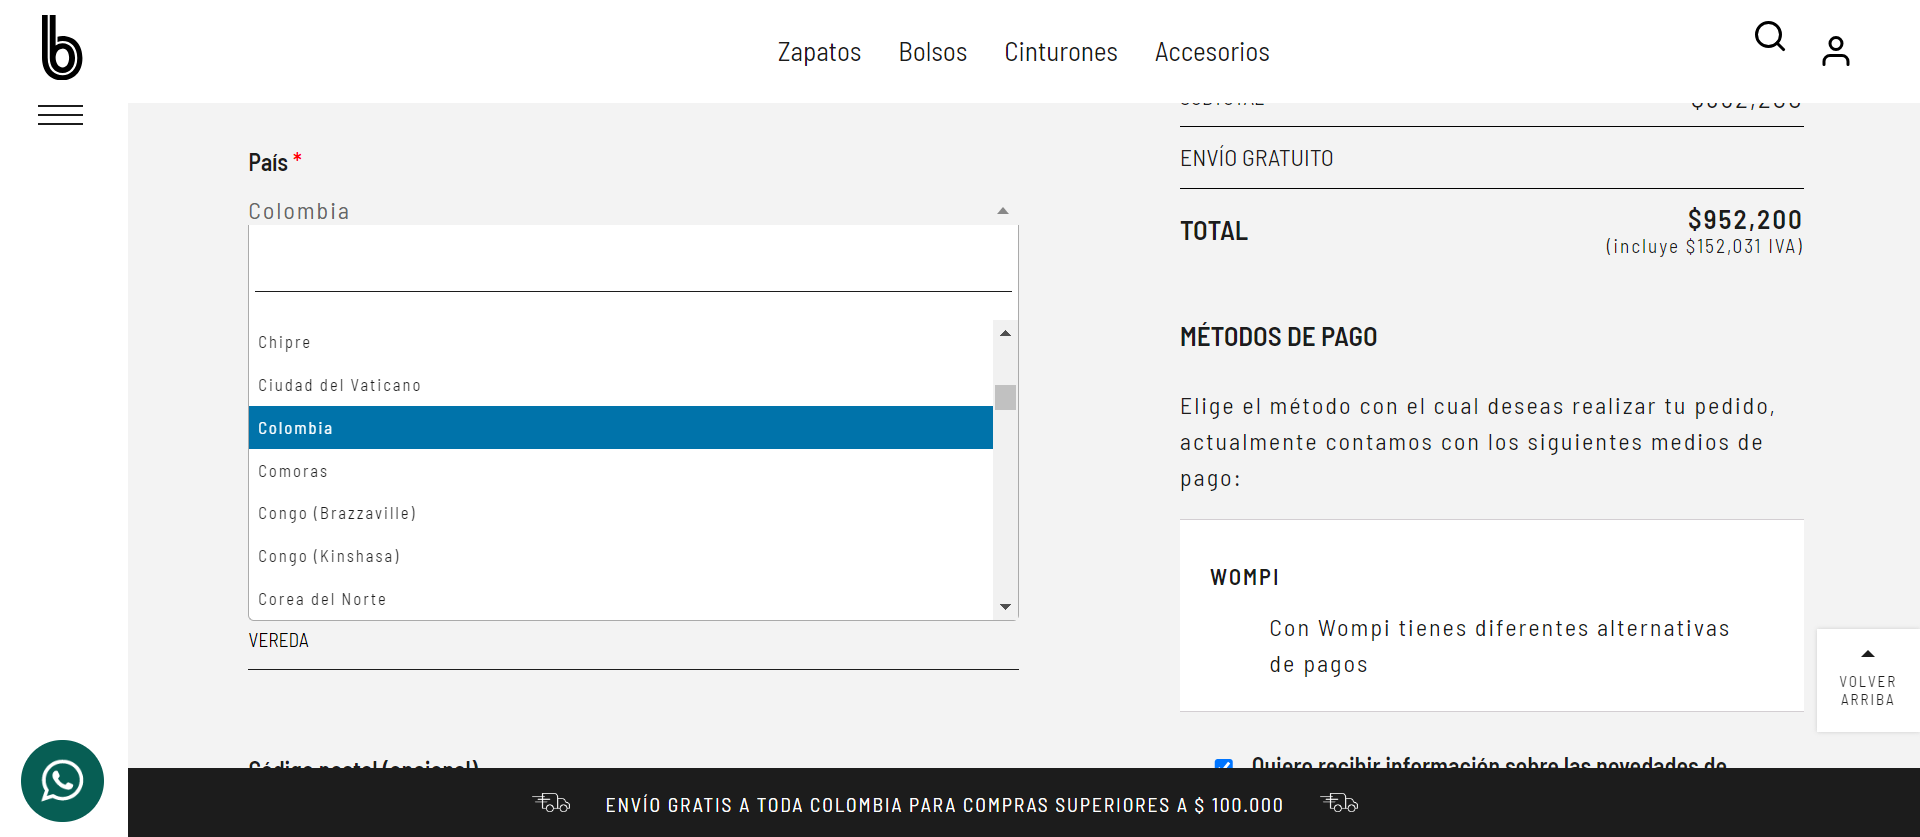 b
Zapatos Bolsos Cinturones Accesorios
País *
Colombia
Chipre
Ciudad del Vaticano
Colombia
Comoras
Congo (Brazzaville)
Congo (Kinshasa)
Corea del Norte
VEREDA
Código postal (opcional)
ENVÍO GRATUITO
TOTAL $952,200
(incluye $152,031 IVA)
MÉTODOS DE PAGO
Elige el método con el cual deseas realizar tu pedido,
actualmente contamos con los siguientes medios de
pago:
WOMPI
Con Wompi tienes diferentes alternativas
de pagos
Quiero recibir información sobre las novedades de
VOLVER
ARRIBA
ENVÍO GRATIS A TODA COLOMBIA PARA COMPRAS SUPERIORES A $ 100.000